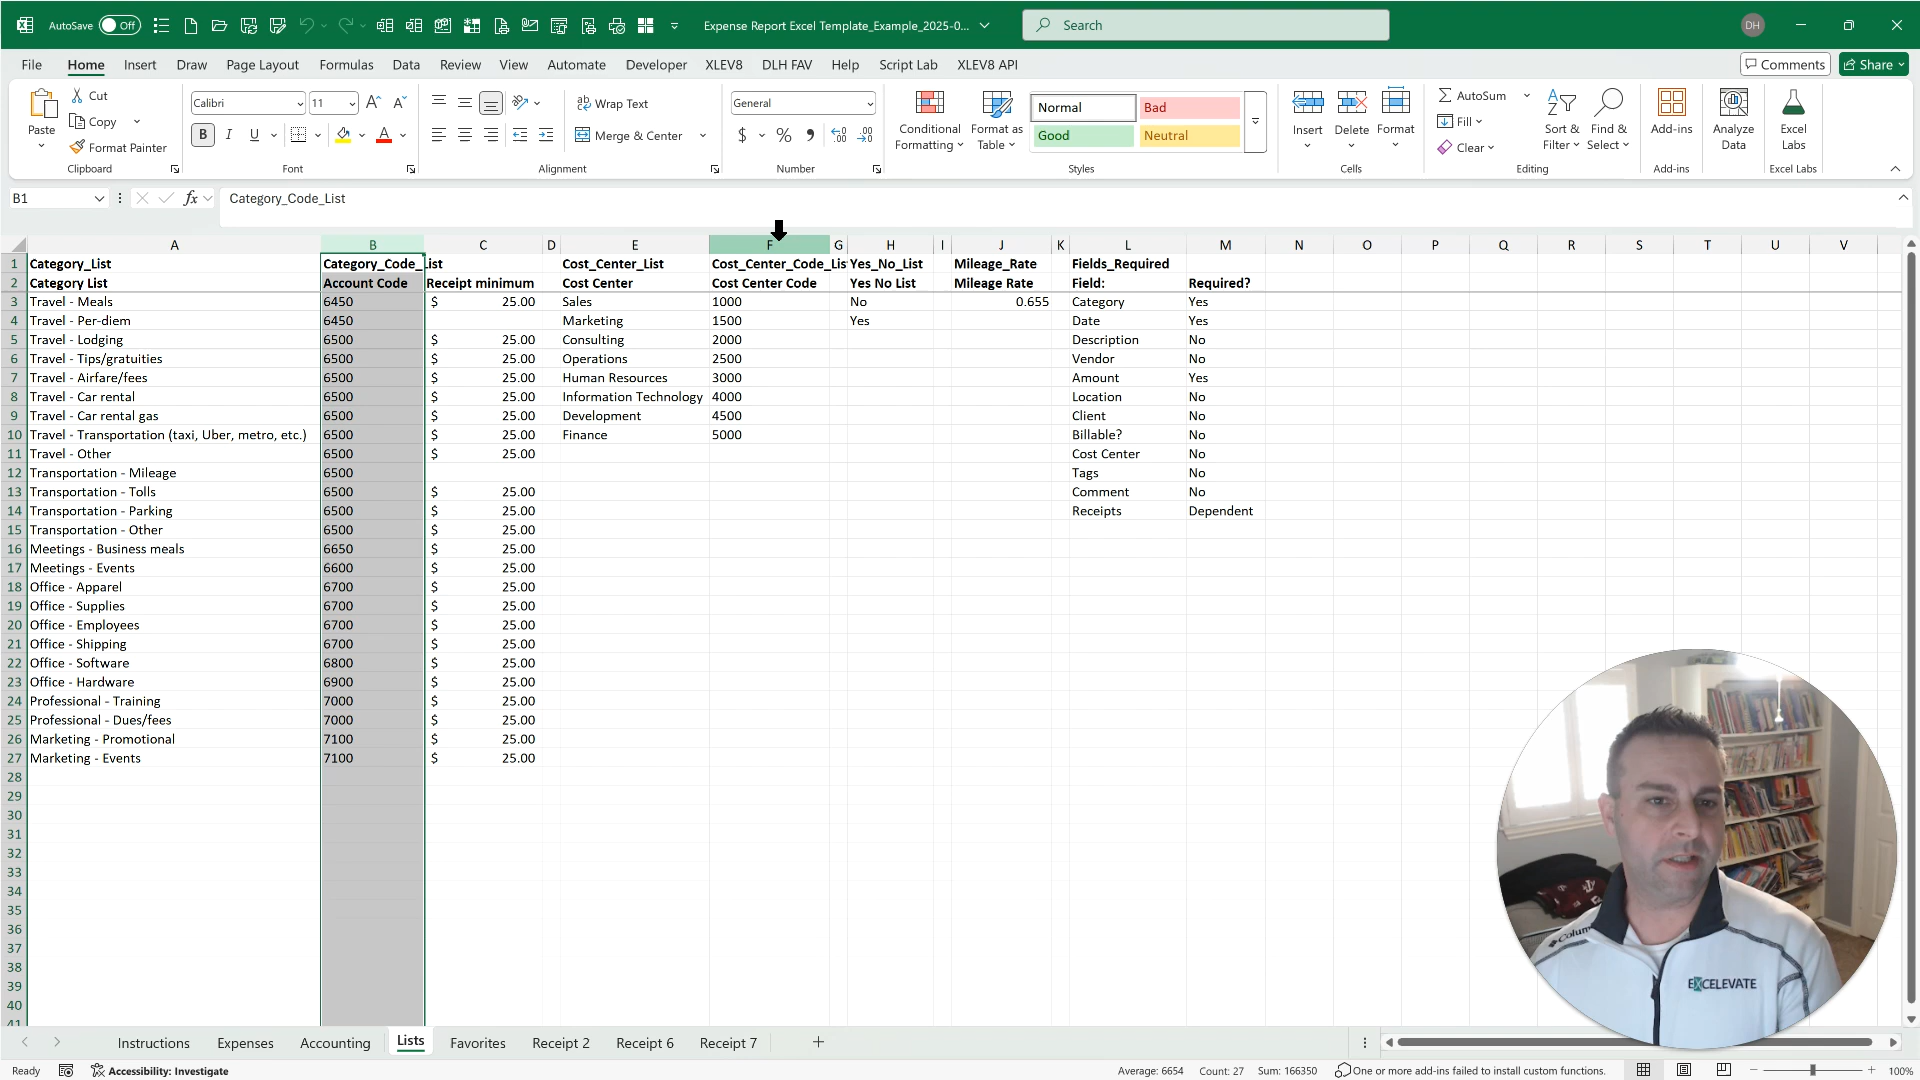 AutoSave Off Expense Report Excel Template_Example_2025-0... Search DH
File Home Insert Draw Page Layout Formulas Data Review View Automate Developer XLEV8 DLH FAV Help Script Lab XLEV8 API Comments Share
Paste Cut Copy Format Painter Clipboard
Calibri 11 B I U A Font
Wrap Text Merge & Center Alignment
General $ % Number
Conditional Formatting Format as Table Normal Bad Good Neutral Styles
Insert Delete Format Cells
AutoSum Fill Clear Sort & Filter Find & Select Editing
Add-ins Add-ins
Analyze Data
Excel Labs Excel Labs
B1 fx Category_Code_List
A B C D E F G H I J K L M N O P Q R S T U V
1 Category_List Category_Code_List Cost_Center_List Cost_Center_Code_Lis Yes_No_List Mileage_Rate Fields_Required
2 Category List Account Code Receipt minimum Cost Center Cost Center Code Yes No List Mileage Rate Field: Required?
3 Travel - Meals 6450 $ 25.00 Sales 1000 No 0.655 Category Yes
4 Travel - Per-diem 6450 Marketing 1500 Yes Date Yes
5 Travel - Lodging 6500 $ 25.00 Consulting 2000 Description No
6 Travel - Tips/gratuities 6500 $ 25.00 Operations 2500 Vendor No
7 Travel - Airfare/fees 6500 $ 25.00 Human Resources 3000 Amount Yes
8 Travel - Car rental 6500 $ 25.00 Information Technology 4000 Location No
9 Travel - Car rental gas 6500 $ 25.00 Development 4500 Client No
10 Travel - Transportation (taxi, Uber, metro, etc.) 6500 $ 25.00 Finance 5000 Billable? No
11 Travel - Other 6500 $ 25.00 Cost Center No
12 Transportation - Mileage 6500 Tags No
13 Transportation - Tolls 6500 $ 25.00 Comment No
14 Transportation - Parking 6500 $ 25.00 Receipts Dependent
15 Transportation - Other 6500 $ 25.00
16 Meetings - Business meals 6650 $ 25.00
17 Meetings - Events 6600 $ 25.00
18 Office - Apparel 6700 $ 25.00
19 Office - Supplies 6700 $ 25.00
20 Office - Employees 6700 $ 25.00
21 Office - Shipping 6700 $ 25.00
22 Office - Software 6800 $ 25.00
23 Office - Hardware 6900 $ 25.00
24 Professional - Training 7000 $ 25.00
25 Professional - Dues/fees 7000 $ 25.00
26 Marketing - Promotional 7100 $ 25.00
27 Marketing - Events 7100 $ 25.00
28
29
30
31
32
33
34
35
36
37
38
39
40
41
EXCELEVATE
Instructions Expenses Accounting Lists Favorites Receipt 2 Receipt 6 Receipt 7
Ready Accessibility: Investigate Average: 6654 Count: 27 Sum: 166350 One or more add-ins failed to install custom functions. 100%